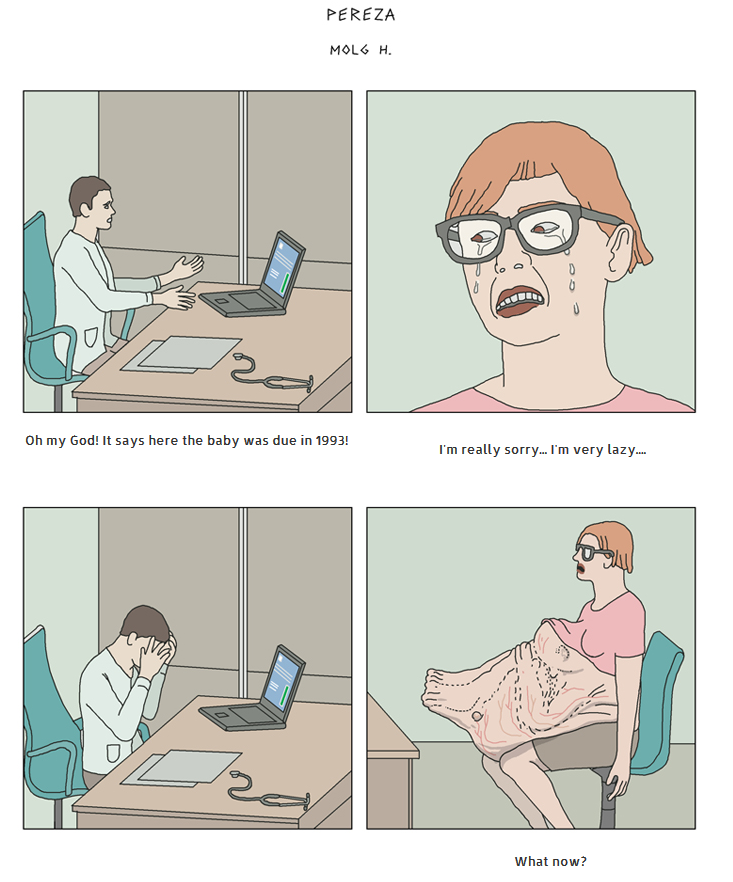 PEREZA
MOLG H.
Oh my God! It says here the baby was due in 1993!
I'm really sorry... I'm very lazy....
What now?